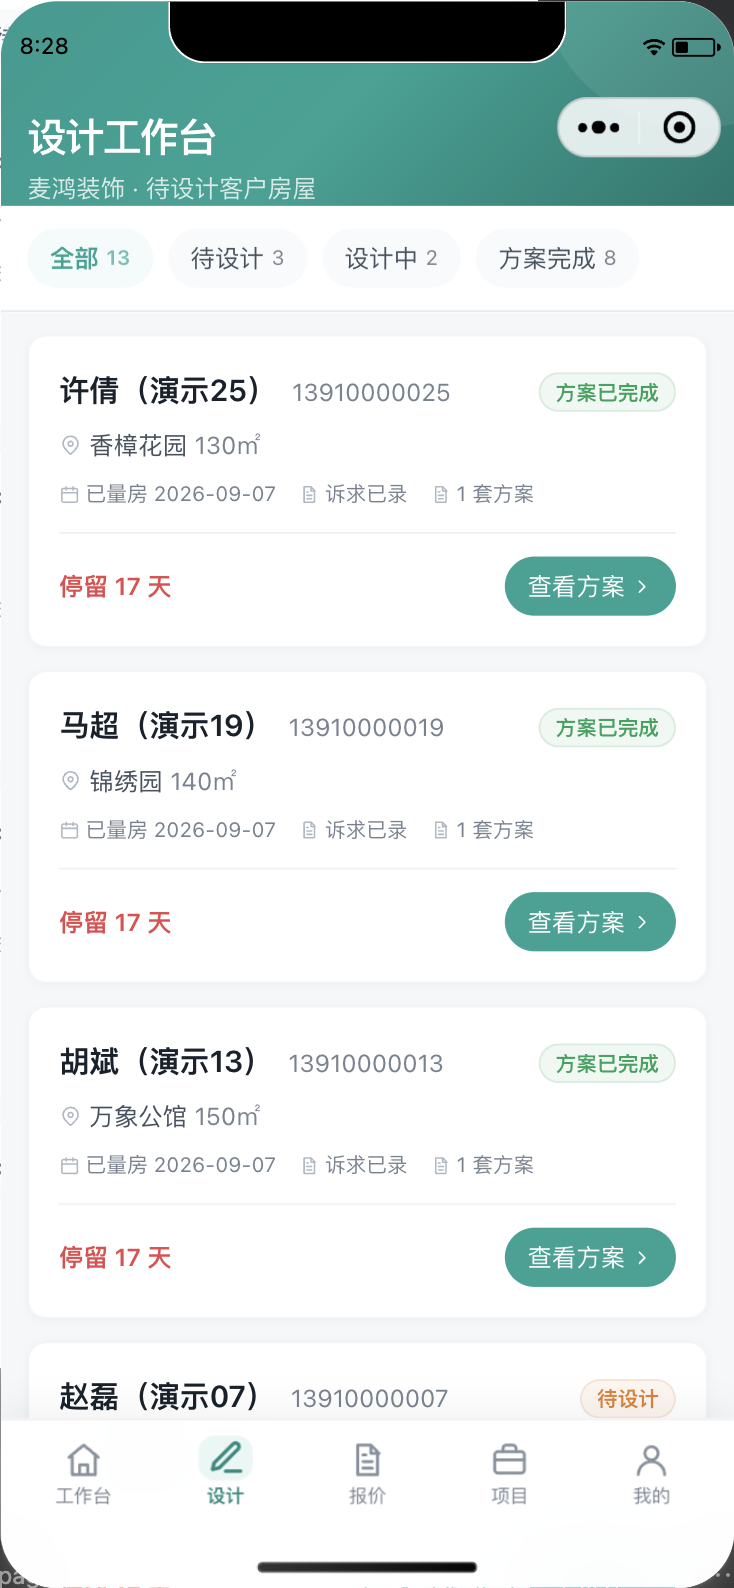 8:28
设计工作台
麦鸿装饰 · 待设计客户房屋
全部 13 待设计 3 设计中 2 方案完成 8
许倩（演示25） 13910000025 方案已完成
香樟花园 130㎡
已量房 2026-09-07 诉求已录 1 套方案
停留 17 天 查看方案
马超（演示19） 13910000019 方案已完成
锦绣园 140㎡
已量房 2026-09-07 诉求已录 1 套方案
停留 17 天 查看方案
胡斌（演示13） 13910000013 方案已完成
万象公馆 150㎡
已量房 2026-09-07 诉求已录 1 套方案
停留 17 天 查看方案
赵磊（演示07） 13910000007 待设计
工作台 设计 报价 项目 我的